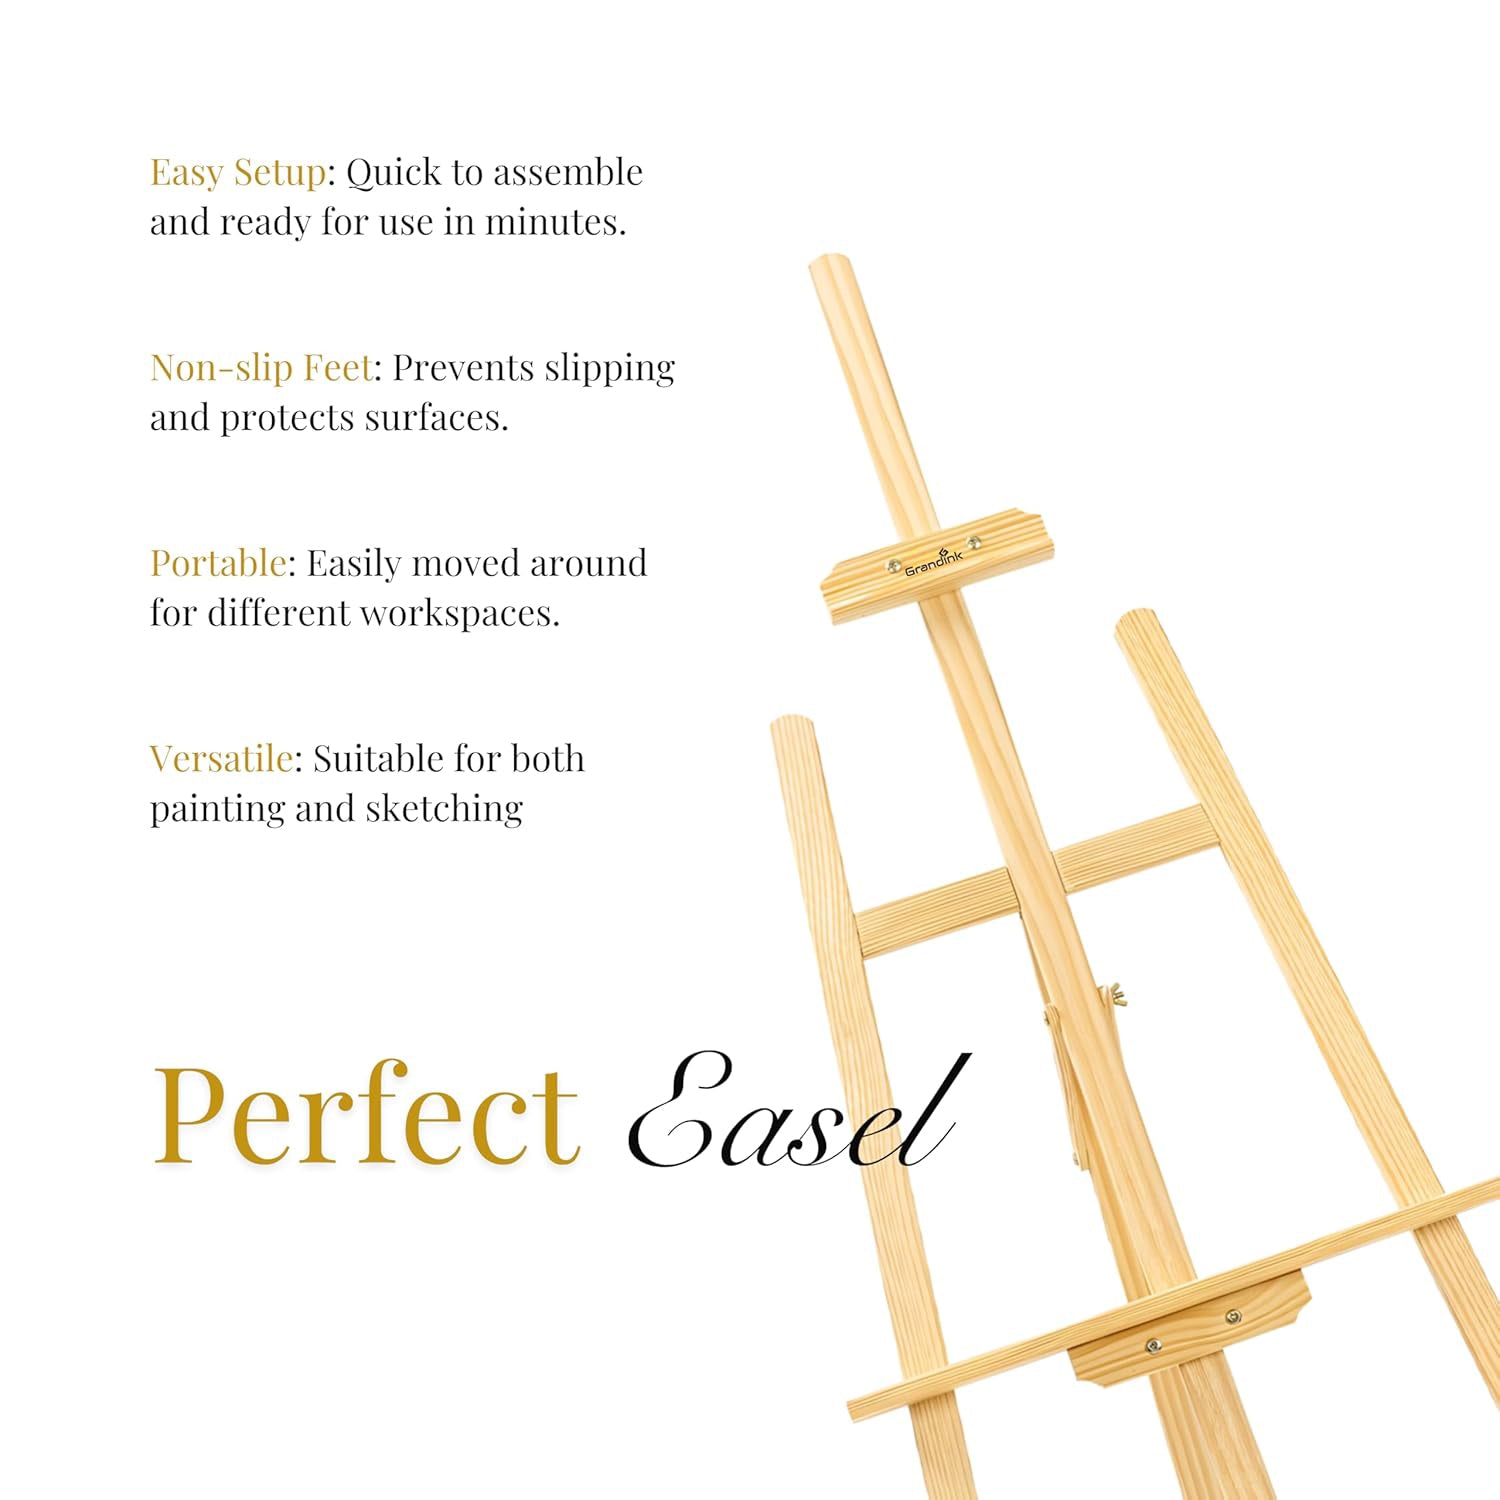 Easy Setup: Quick to assemble
and ready for use in minutes.
Non-slip Feet: Prevents slipping
and protects surfaces.
Portable: Easily moved around
for different workspaces.
Versatile: Suitable for both
painting and sketching
Grandink
Perfect Easel